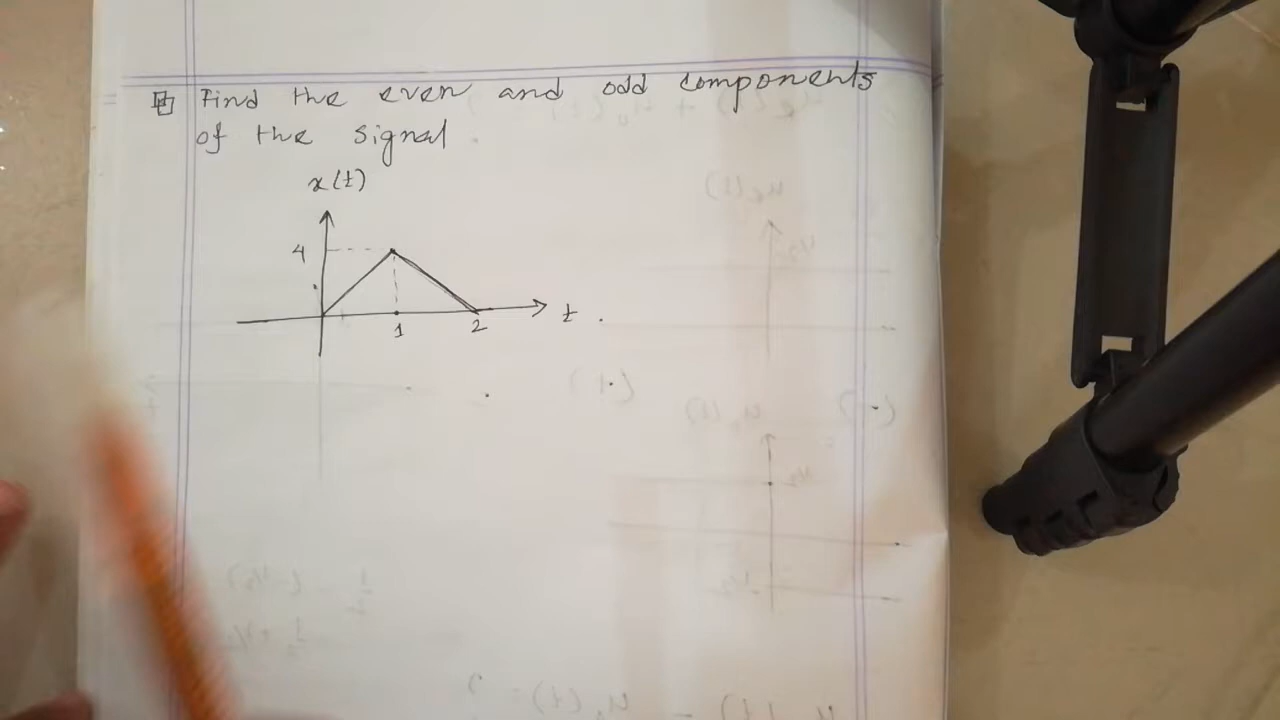 Find the even and odd components
of the signal
x(t)
4
1
2
t